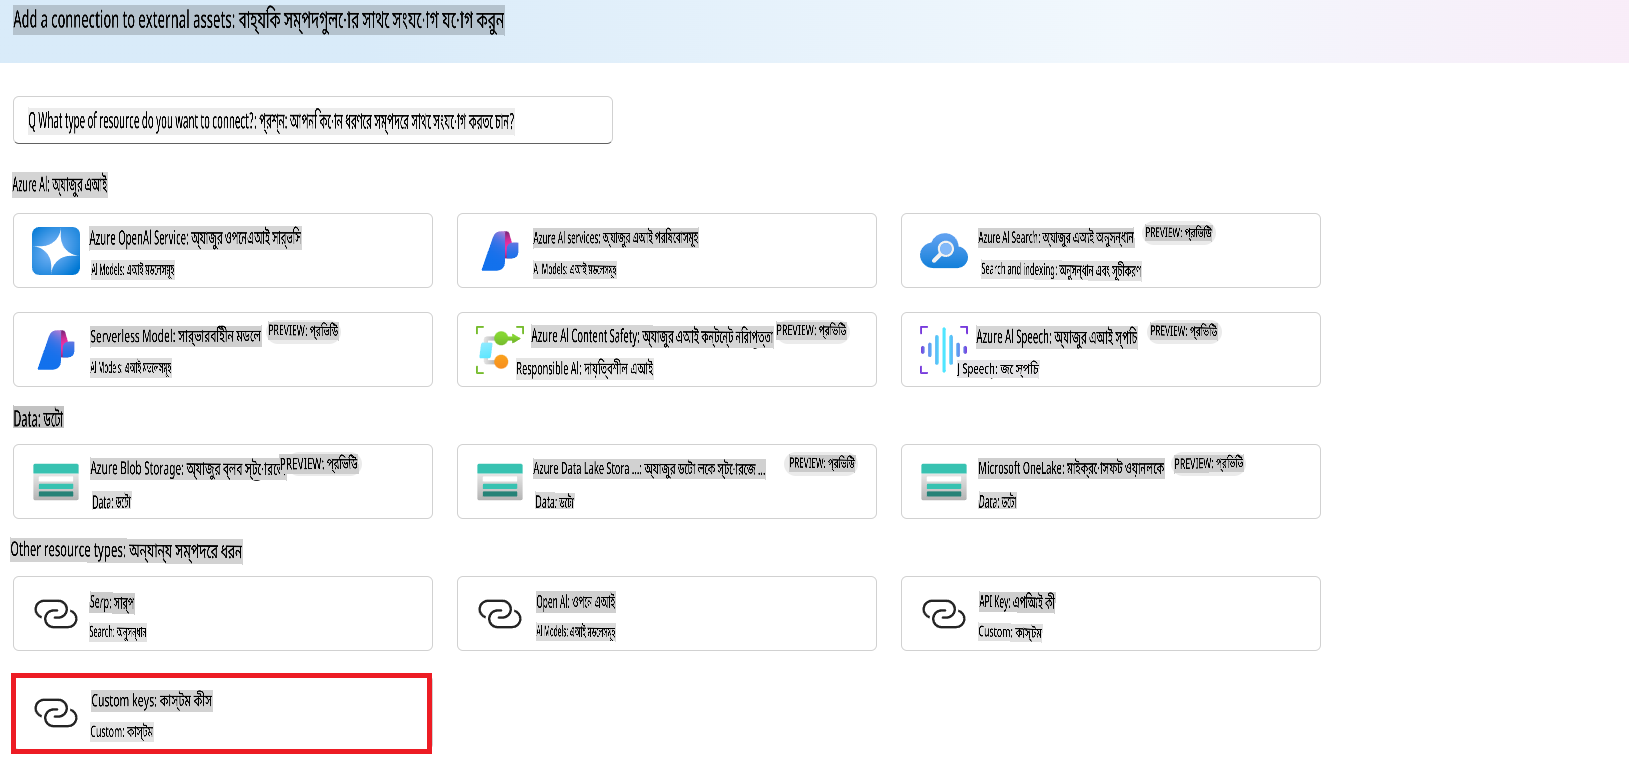 Add a connection to external assets: বাহ্যিক সম্পদগুলোর সাথে সংযোগ যোগ করুন
Q What type of resource do you want to connect?: প্রশ্ন: আপনি কোন ধরণের সম্পদের সাথে সংযোগ করতে চান?
Azure AI: অ্যাজুর এআই
Azure OpenAI Service: অ্যাজুর ওপেনএআই সার্ভিস
AI Models: এআই মডেলসমূহ
Azure AI services: অ্যাজুর এআই পরিষেবাসমূহ
AI Models: এআই মডেলসমূহ
Azure AI Search: অ্যাজুর এআই অনুসন্ধান PREVIEW: প্রিভিউ
Search and indexing: অনুসন্ধান এবং সূচীকরণ
Serverless Model: সার্ভারবিহীন মডেল PREVIEW: প্রিভিউ
AI Models: এআই মডেলসমূহ
Azure AI Content Safety: অ্যাজুর এআই কনটেন্ট নিরাপত্তা PREVIEW: প্রিভিউ
Responsible AI: দায়িত্বশীল এআই
Azure AI Speech: অ্যাজুর এআই স্পিচ PREVIEW: প্রিভিউ
J Speech: জে স্পিচ
Data: ডেটা
Azure Blob Storage: অ্যাজুর ব্লব স্টোরেজ PREVIEW: প্রিভিউ
Data: ডেটা
Azure Data Lake Stora ...: অ্যাজুর ডেটা লেক স্টোরেজ ... PREVIEW: প্রিভিউ
Data: ডেটা
Microsoft OneLake: মাইক্রোসফট ওয়ানলেক PREVIEW: প্রিভিউ
Data: ডেটা
Other resource types: অন্যান্য সম্পদের ধরন
Serp: সার্প
Search: অনুসন্ধান
Open AI: ওপেন এআই
AI Models: এআই মডেলসমূহ
API Key: এপিআই কী
Custom: কাস্টম
Custom keys: কাস্টম কীস
Custom: কাস্টম